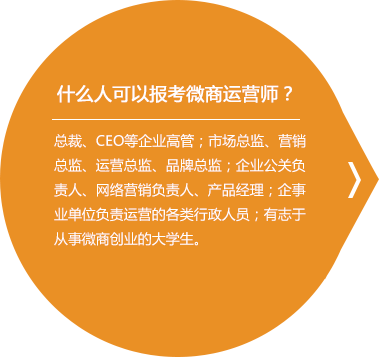 什么人可以报考微商运营师？
总裁、CEO等企业高管；市场总监、营销
总监、运营总监、品牌总监；企业公关负
责人、网络营销负责人、产品经理；企事
业单位负责运营的各类行政人员；有志于
从事微商创业的大学生。